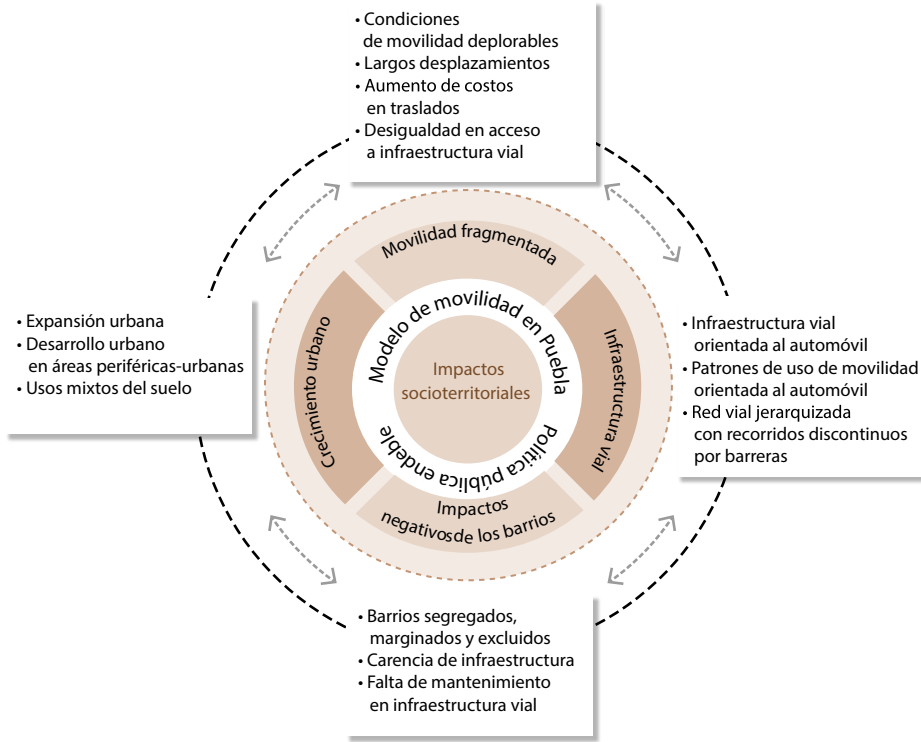 • Condiciones
de movilidad deplorables
• Largos desplazamientos
• Aumento de costos
en traslados
• Desigualdad en acceso
a infraestructura vial
Movilidad fragmentada
• Expansión urbana
• Desarrollo urbano
en áreas periféricas-urbanas
• Usos mixtos del suelo
Crecimiento urbano
Modelo de movilidad en Puebla
Impactos
socioterritoriales
Política pública endeble
Infraestructura vial
• Infraestructura vial
orientada al automóvil
• Patrones de uso de movilidad
orientada al automóvil
• Red vial jerarquizada
con recorridos discontinuos
por barreras
Impactos
negativosde los barrios
• Barrios segregados,
marginados y excluidos
• Carencia de infraestructura
• Falta de mantenimiento
en infraestructura vial